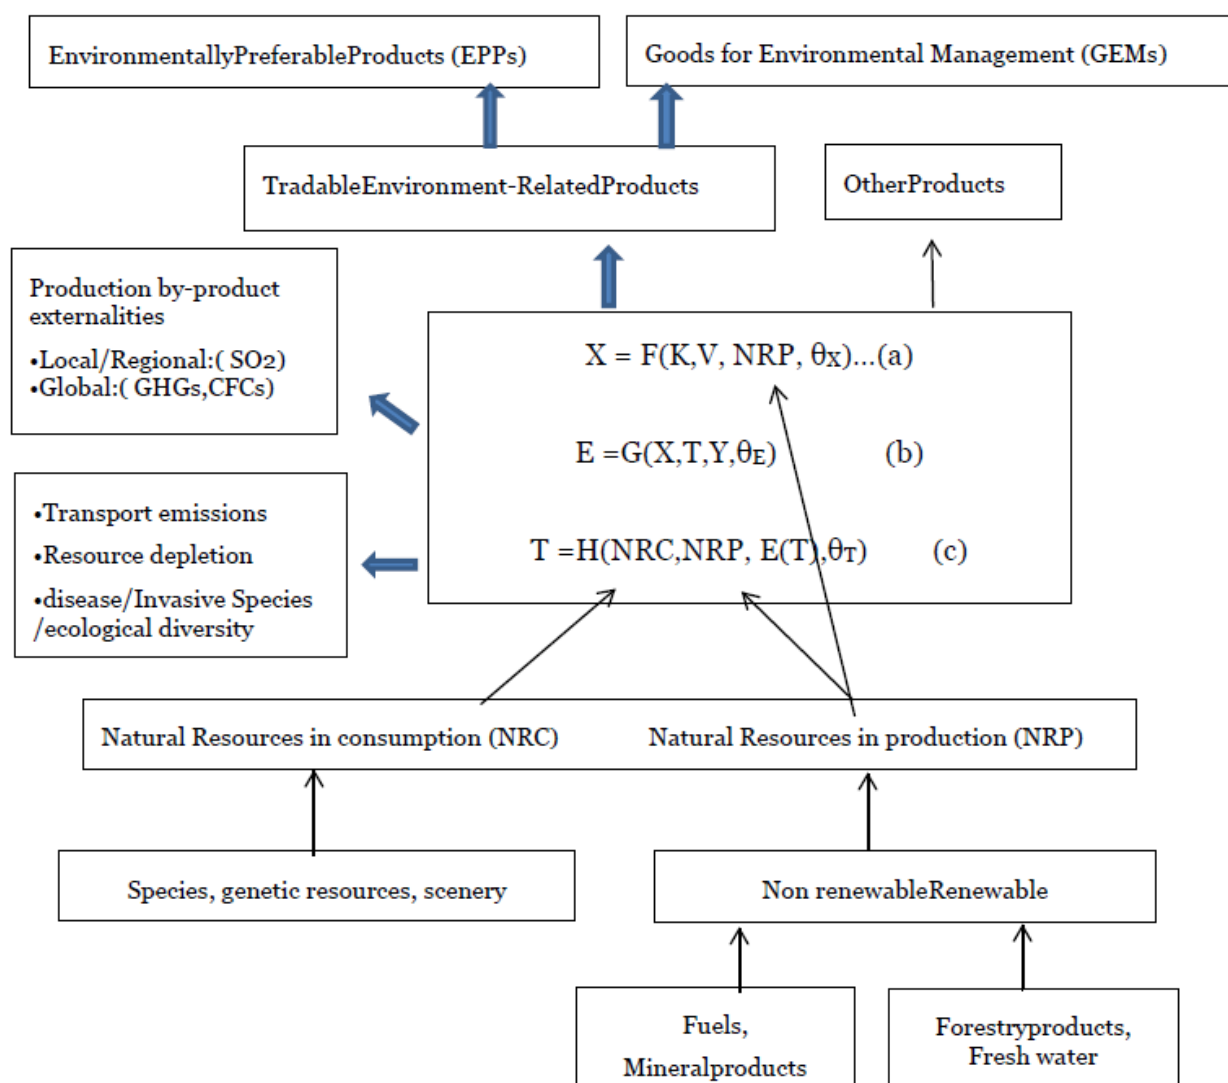 EnvironmentallyPreferableProducts (EPPs)
Goods for Environmental Management (GEMs)
TradableEnvironment-RelatedProducts
OtherProducts
Production by-product
externalities
•Local/Regional:( SO2)
•Global:( GHGs,CFCs)
X = F(K,V, NRP, θX)...(a)
E =G(X,T,Y,θE) (b)
T =H(NRC,NRP, E(T),θT) (c)
•Transport emissions
•Resource depletion
•disease/Invasive Species
/ecological diversity
Natural Resources in consumption (NRC)
Natural Resources in production (NRP)
Species, genetic resources, scenery
Non renewableRenewable
Fuels,
Mineralproducts
Forestryproducts,
Fresh water